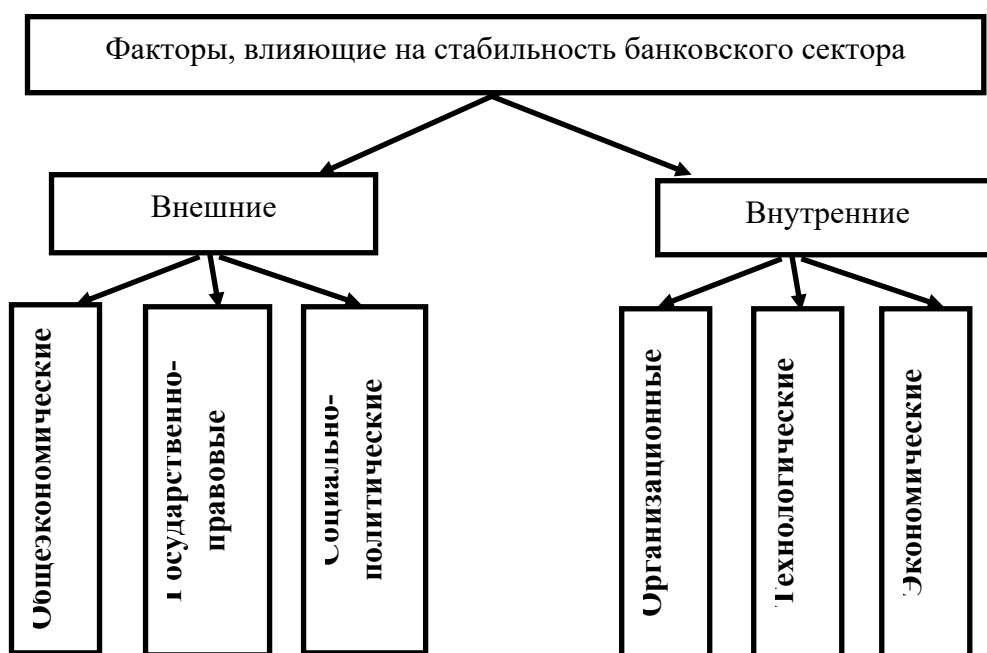 Факторы, влияющие на стабильность банковского сектора
Внешние
Внутренние
Общеэкономические
Государственно-
правовые
Социально-
политические
Организационные
Технологические
Экономические